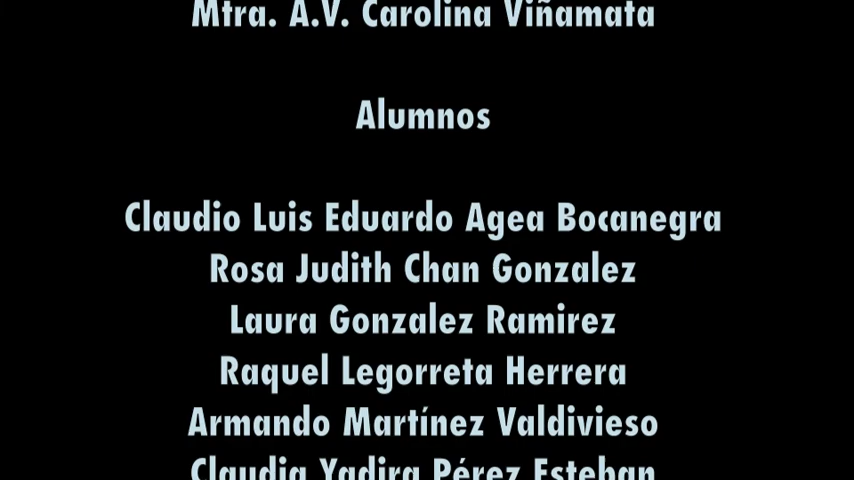 Mtra. A.V. Carolina Viñamata
Alumnos
Claudio Luis Eduardo Agea Bocanegra
Rosa Judith Chan Gonzalez
Laura Gonzalez Ramirez
Raquel Legorreta Herrera
Armando Martínez Valdivieso
Claudia Yadira Pérez Esteban